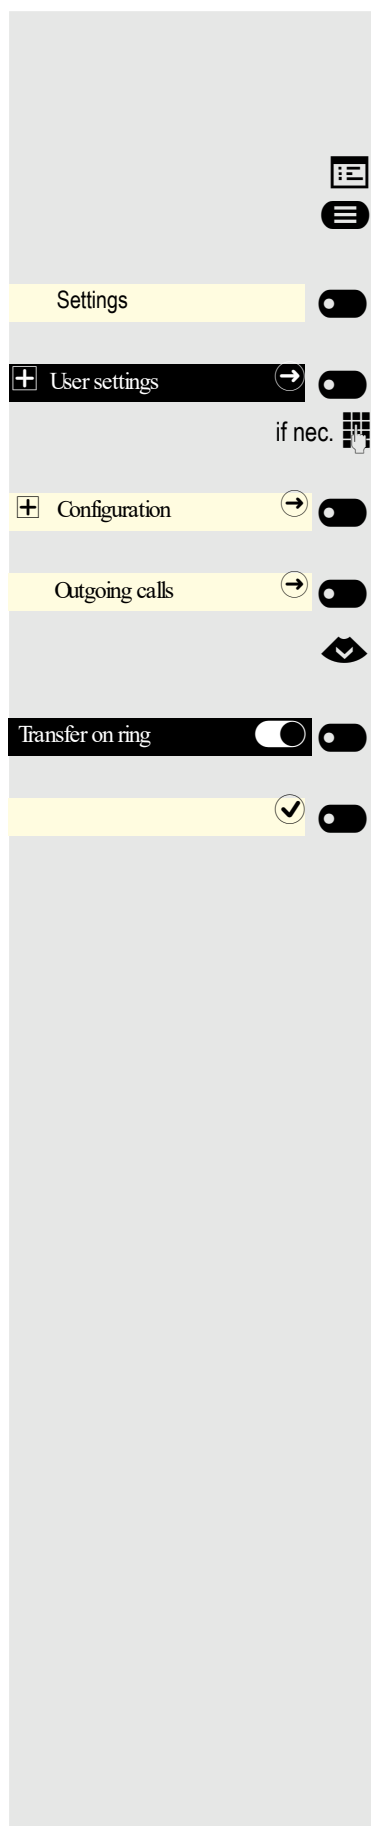 Settings
User settings
if nec.
Configuration
Outgoing calls
Transfer on ring